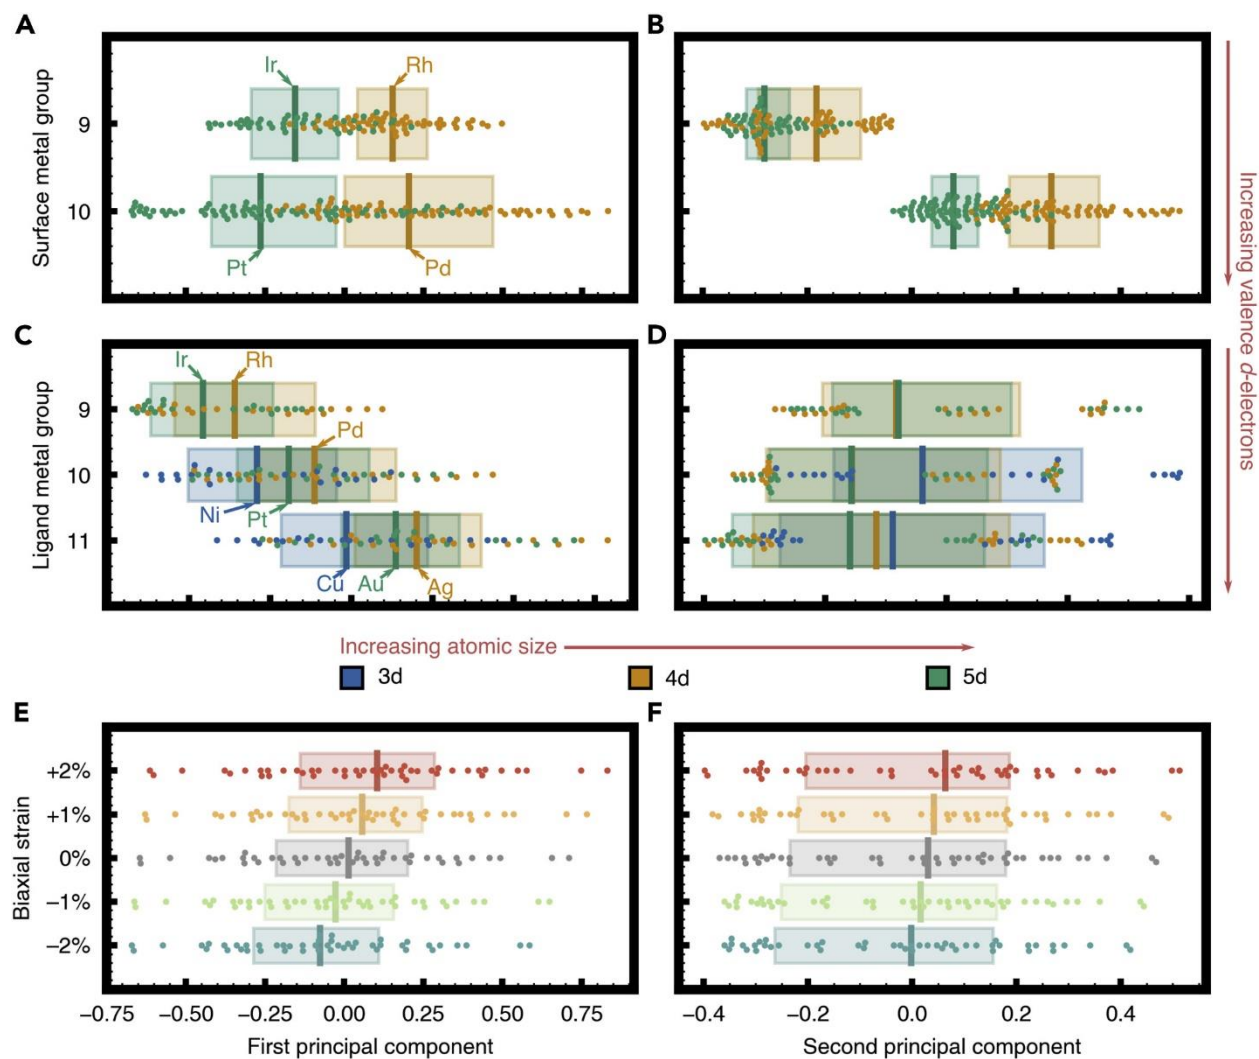 A
B
Surface metal group
9
10
Ir
Rh
Pt
Pd
C
D
Ligand metal group
9
10
11
Ir
Rh
Pd
Ni
Pt
Cu
Au
Ag
Increasing valence d-electrons
Increasing atomic size
3d
4d
5d
E
F
Biaxial strain
+2%
+1%
0%
−1%
−2%
−0.75
−0.50
−0.25
0.00
0.25
0.50
0.75
−0.4
−0.2
0.0
0.2
0.4
First principal component
Second principal component